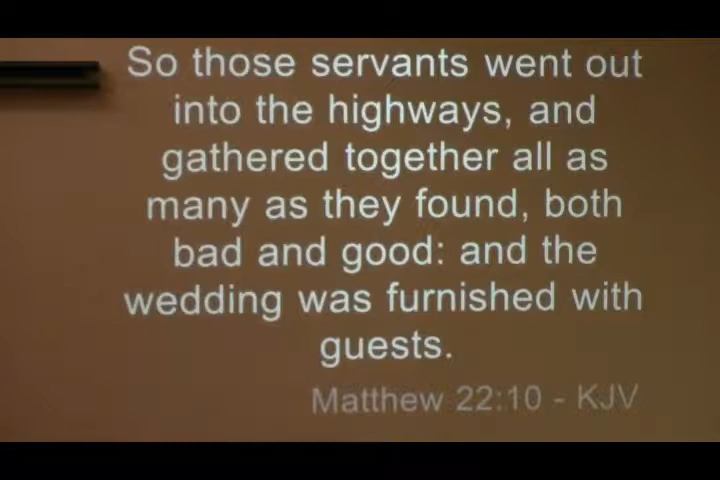 So those servants went out
into the highways, and
gathered together all as
many as they found, both
bad and good: and the
wedding was furnished with
guests.
Matthew 22:10 - KJV